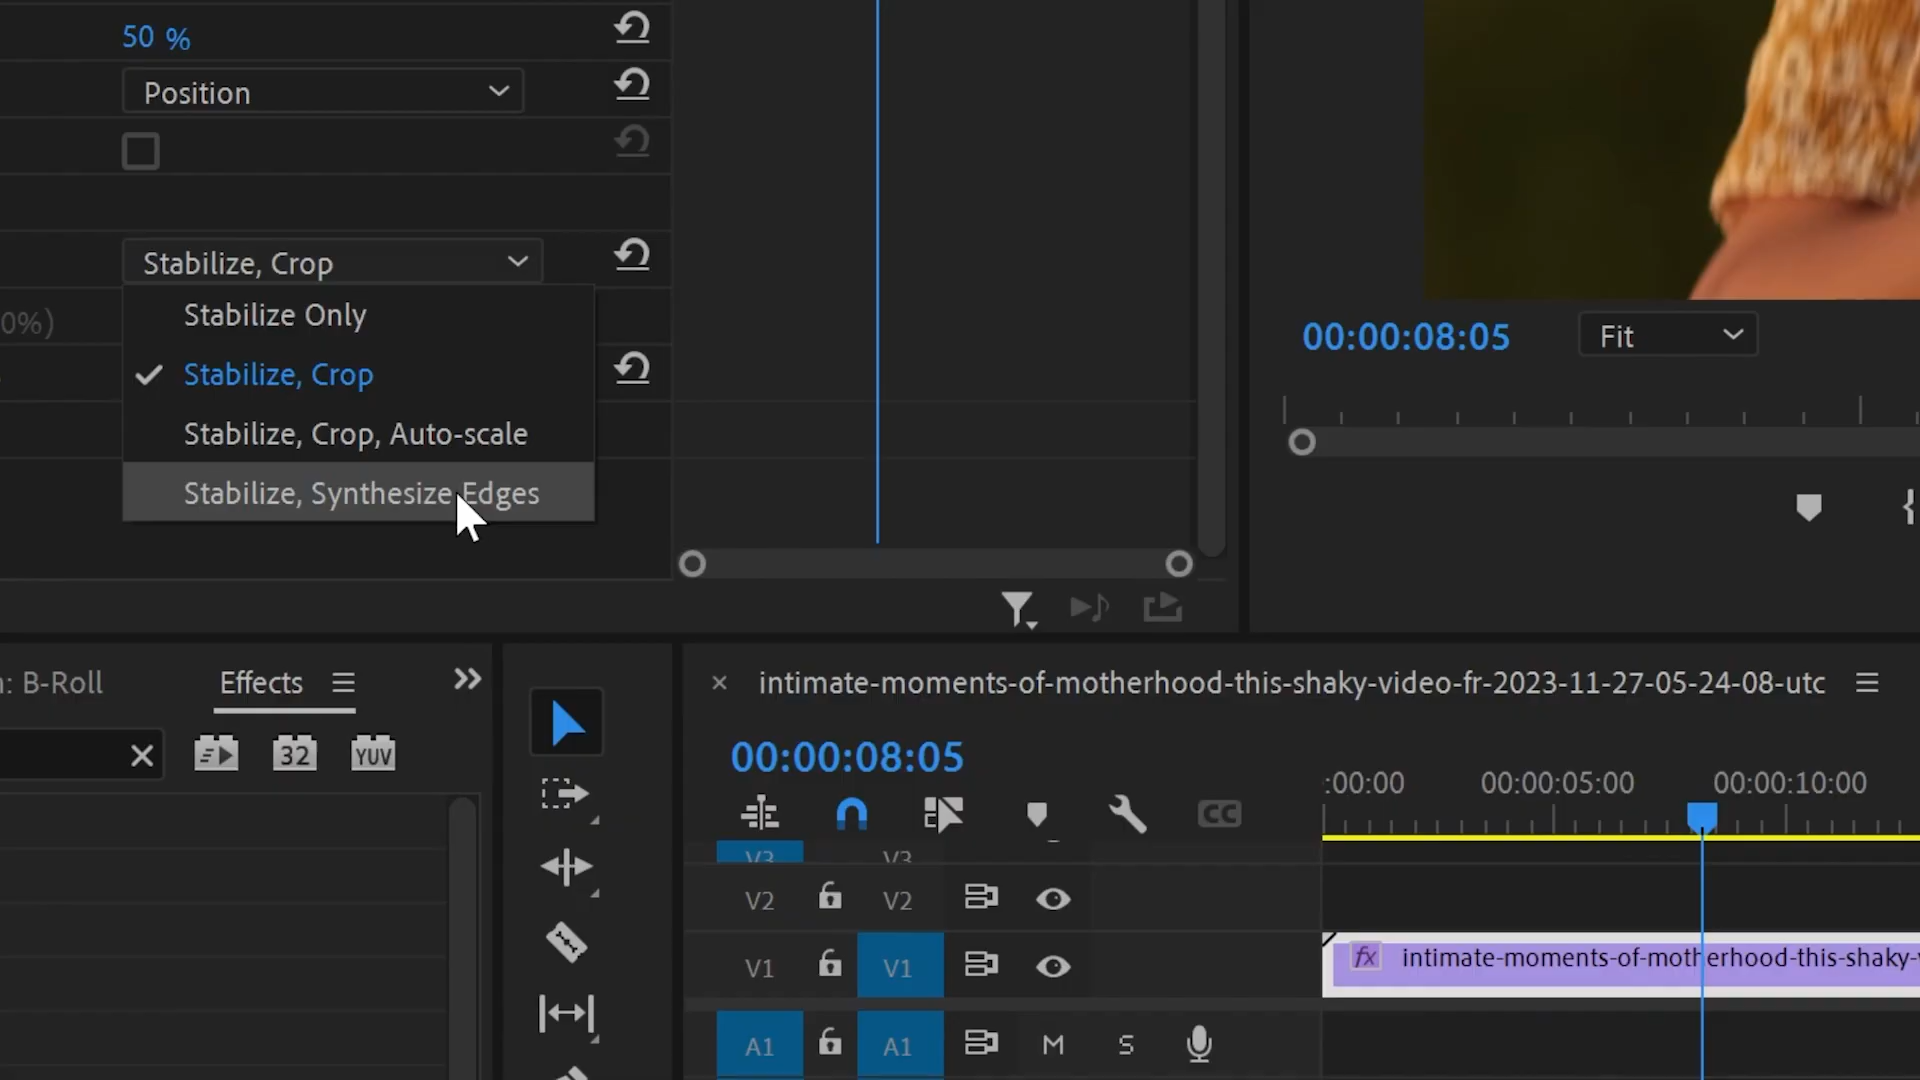 50 %
Position
Stabilize, Crop
0%)
Stabilize Only
Stabilize, Crop
Stabilize, Crop, Auto-scale
Stabilize, Synthesize Edges
00:00:08:05
Fit
: B-Roll
Effects
32
YUV
intimate-moments-of-motherhood-this-shaky-video-fr-2023-11-27-05-24-08-utc
00:00:08:05
CC
:00:00
00:00:05:00
00:00:10:00
V3
V3
V2
V2
V1
V1
fx
intimate-moments-of-motherhood-this-shaky-
A1
A1
M
S